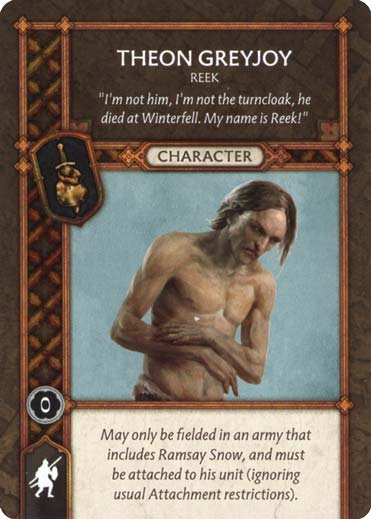 THEON GREYJOY
REEK
"I'm not him, I'm not the turncloak, he
died at Winterfell. My name is Reek!"
CHARACTER
0
May only be fielded in an army that
includes Ramsay Snow, and must
be attached to his unit (ignoring
usual Attachment restrictions).